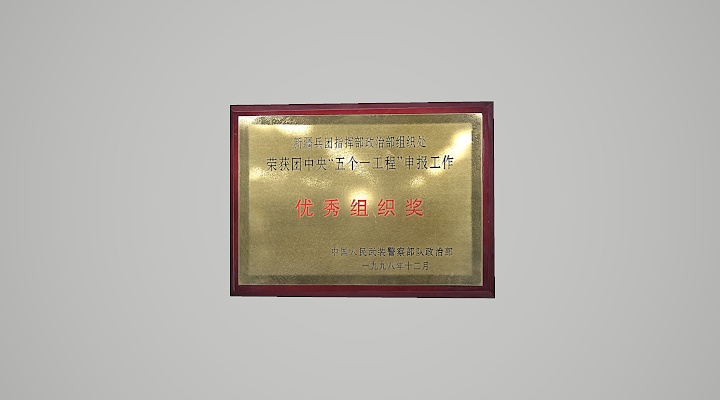 新疆兵团指挥部政治部组织处
荣获团中央“五个一工程”申报工作
优秀组织奖
中国人民武装警察部队政治部
一九九八年十二月